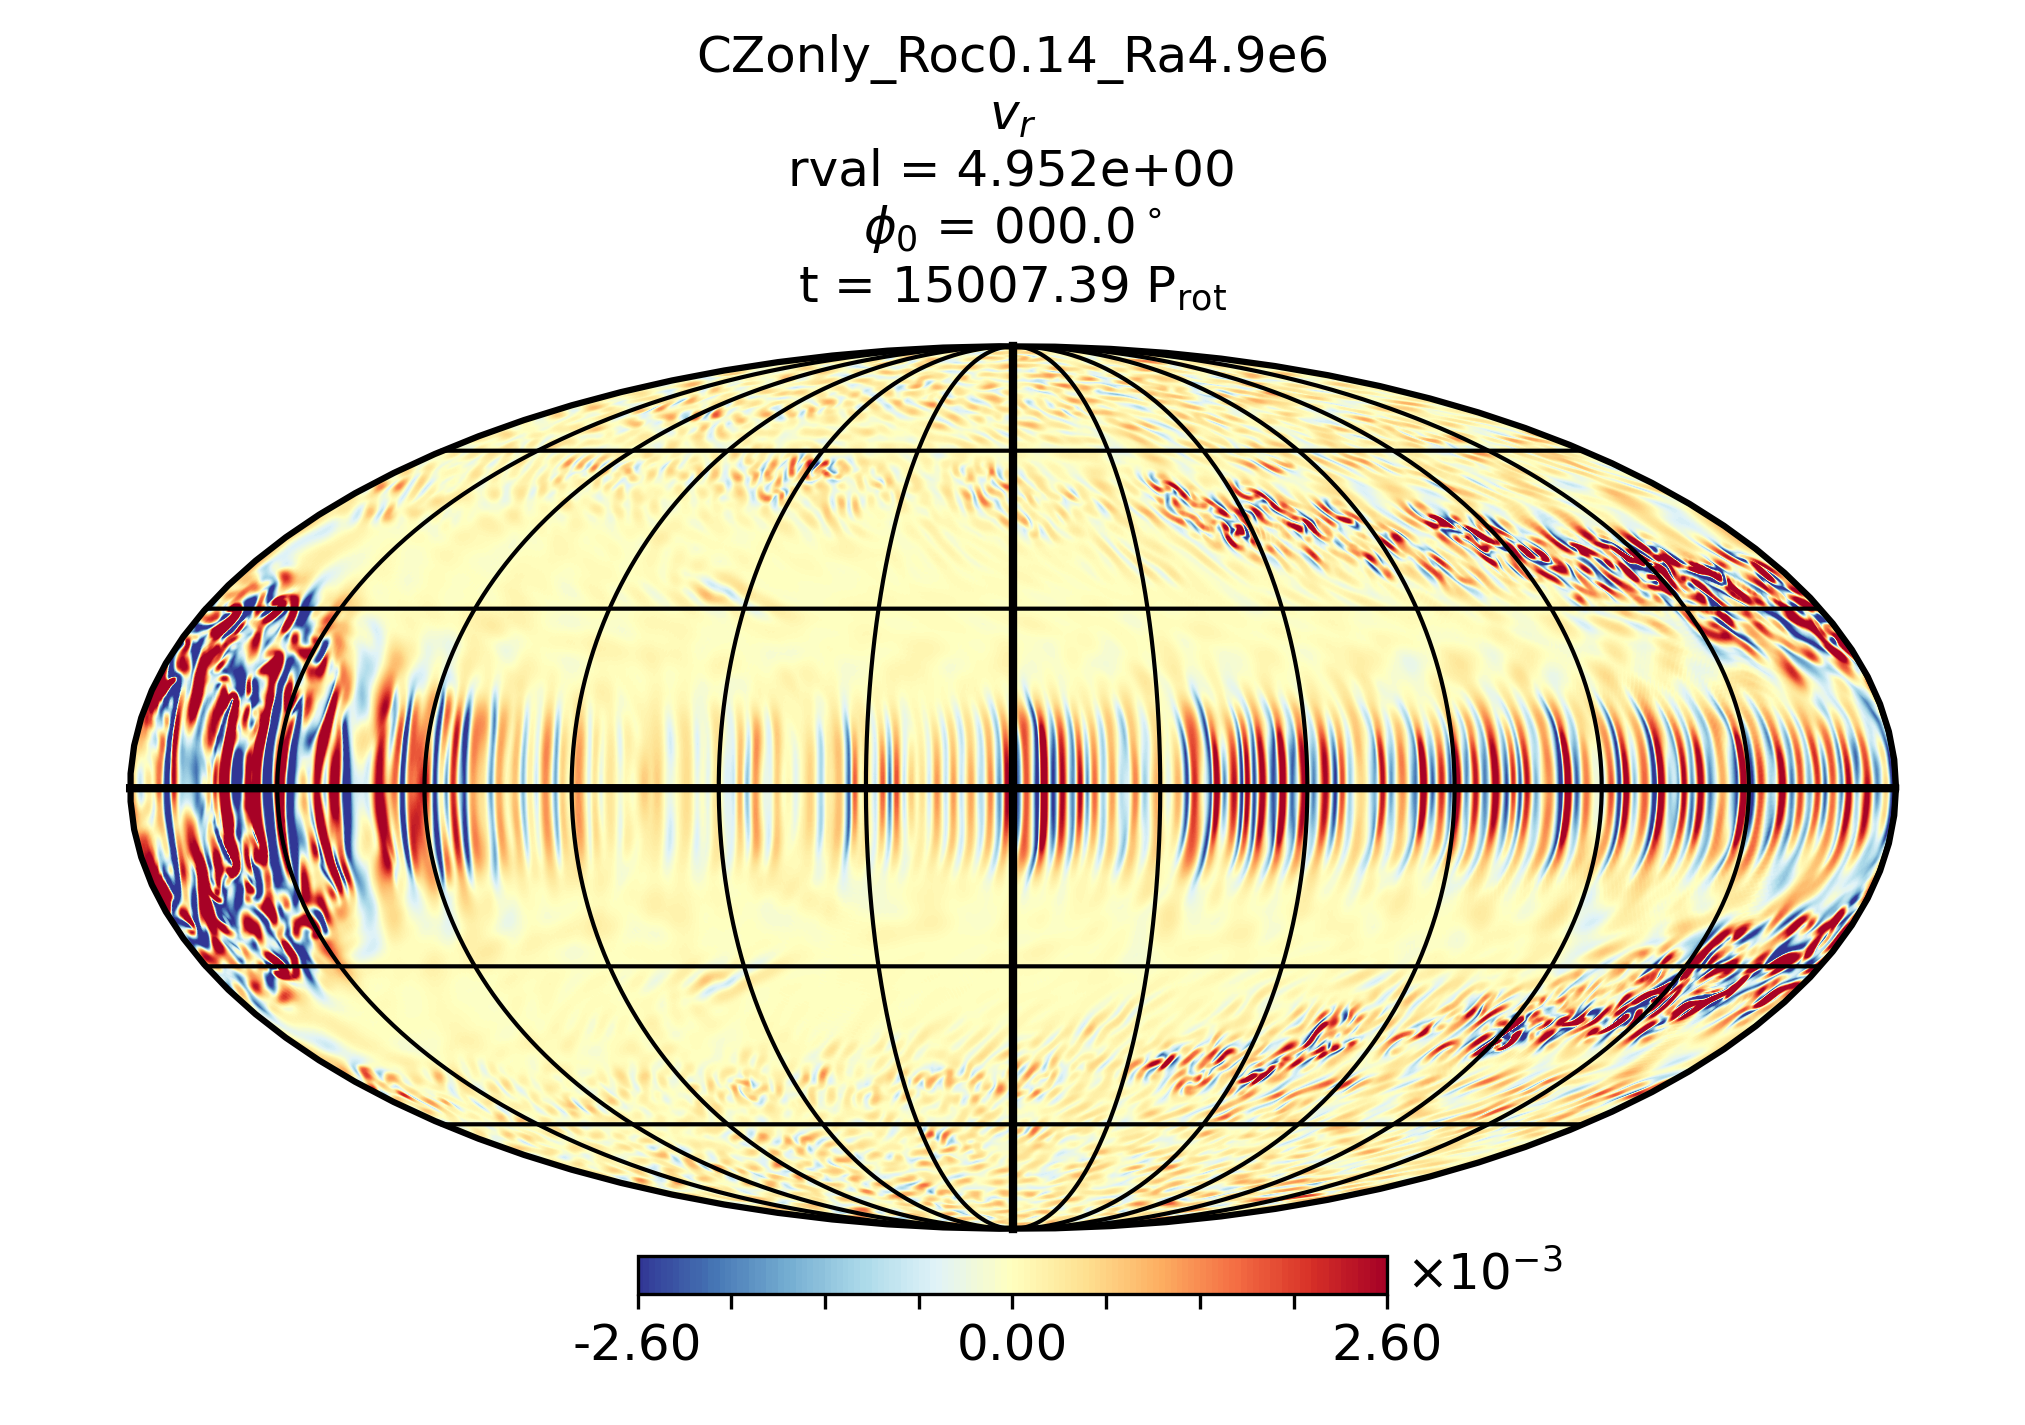 CZonly_Roc0.14_Ra4.9e6
v_r
rval = 4.952e+00
ϕ₀ = 000.0°
t = 15007.39 P_rot
×10⁻³
-2.60 0.00 2.60